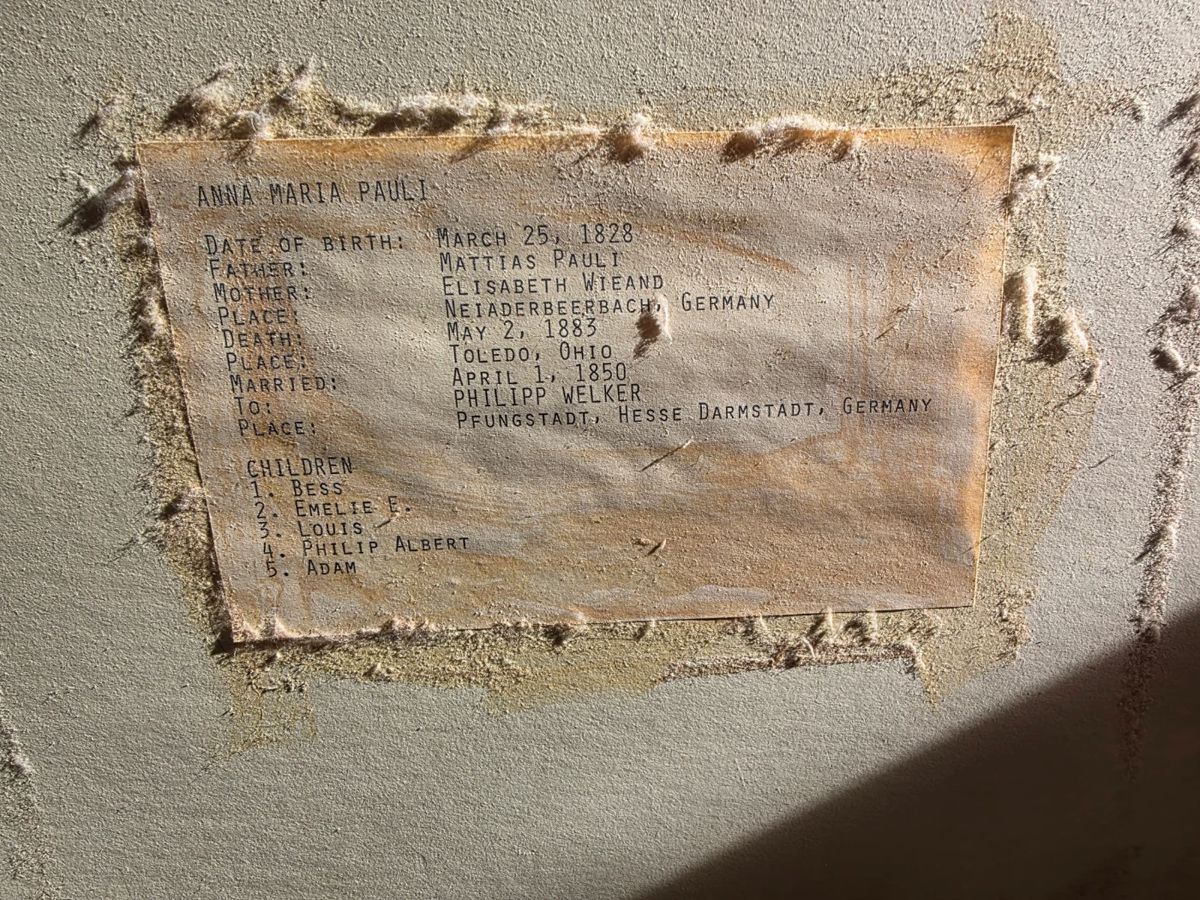 ANNA MARIA PAULI
DATE OF BIRTH: MARCH 25, 1828
FATHER: MATTIAS PAULI
MOTHER: ELISABETH WIEAND
PLACE: NEIADERBEERBACH, GERMANY
DEATH: MAY 2, 1883
PLACE: TOLEDO, OHIO
MARRIED: APRIL 1, 1850
TO: PHILIPP WELKER
PLACE: PFUNGSTADT, HESSE DARMSTADT, GERMANY
CHILDREN
1. BESS
2. EMELIE E.
3. LOUIS
4. PHILIP ALBERT
5. ADAM